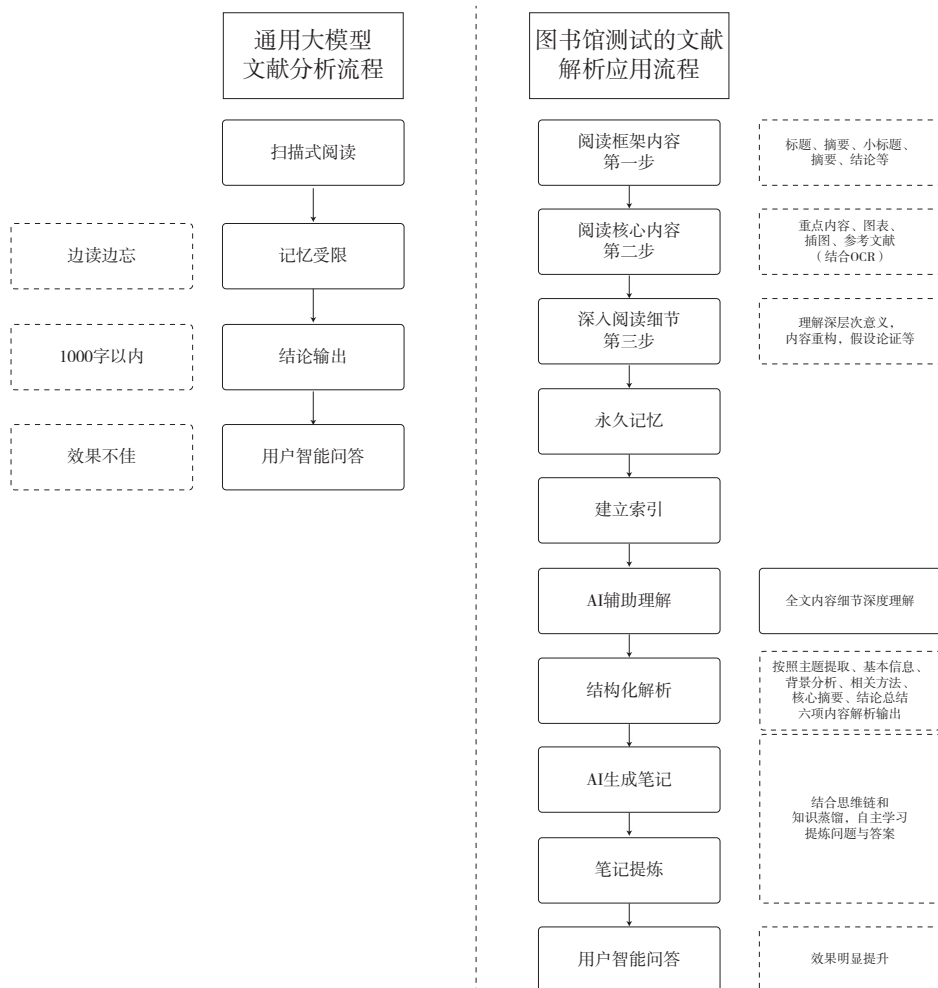 通用大模型
文献分析流程
扫描式阅读
边读边忘
记忆受限
1000字以内
结论输出
效果不佳
用户智能问答
图书馆测试的文献
解析应用流程
阅读框架内容
第一步
标题、摘要、小标题、
摘要、结论等
阅读核心内容
第二步
重点内容、图表、
插图、参考文献
（结合OCR）
深入阅读细节
第三步
理解深层次意义，
内容重构，假设论证等
永久记忆
建立索引
AI辅助理解
全文内容细节深度理解
结构化解析
按照主题提取、基本信息、
背景分析、相关方法、
核心摘要、结论总结
六项内容解析输出
AI生成笔记
结合思维链和
知识蒸馏，自主学习
提炼问题与答案
笔记提炼
用户智能问答
效果明显提升